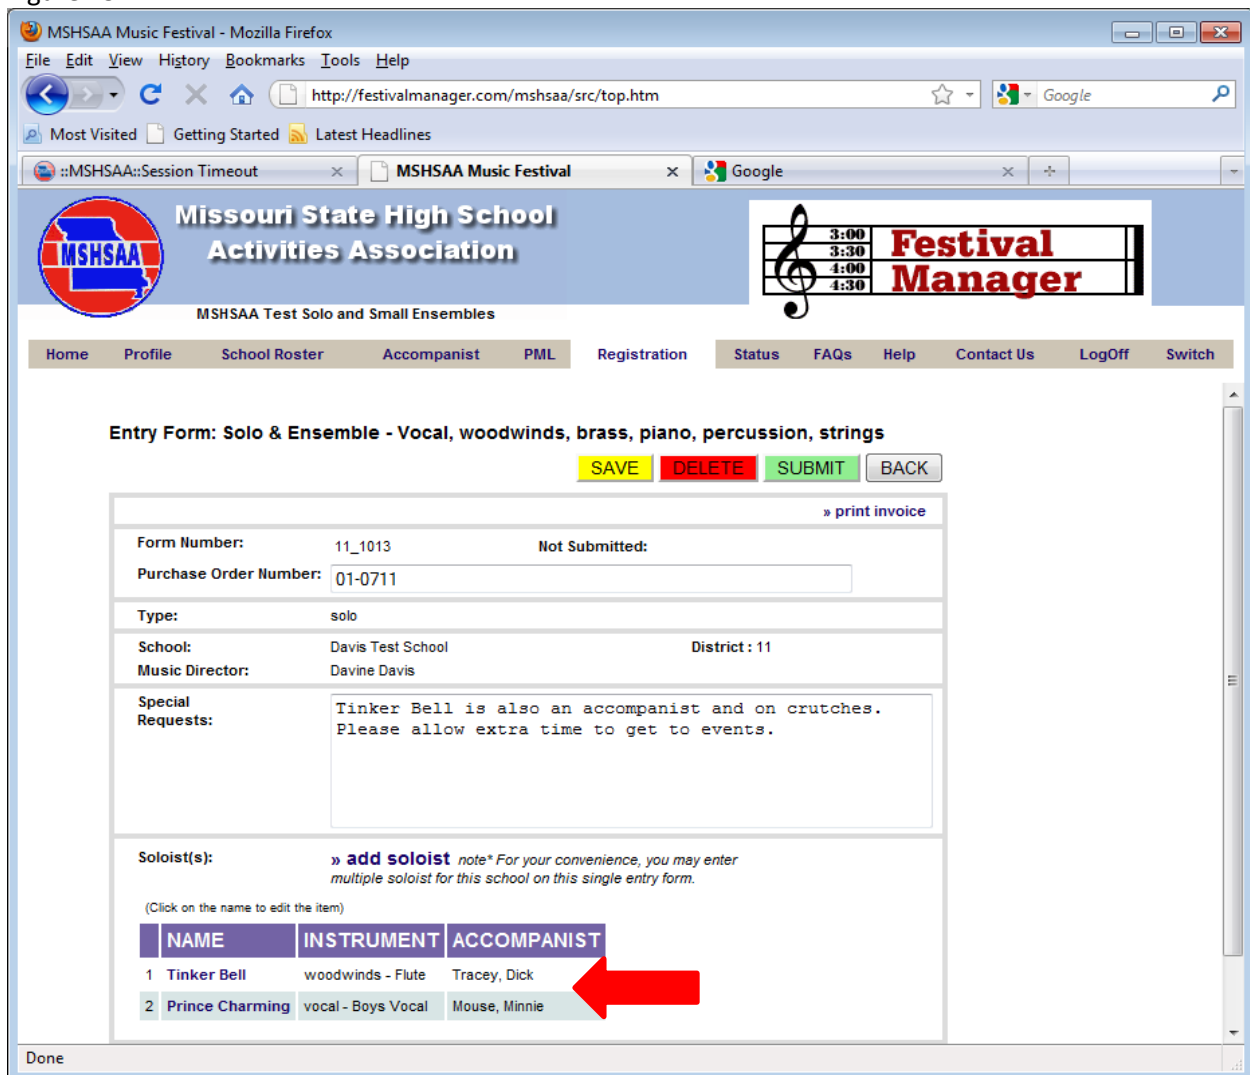 MSHSAA Music Festival - Mozilla Firefox
File Edit View History Bookmarks Tools Help
http://festivalmanager.com/mshsaa/src/top.htm Google
Most Visited Getting Started Latest Headlines
::MSHSAA::Session Timeout MSHSAA Music Festival Google
Missouri State High School
Activities Association
MSHSAA
MSHSAA Test Solo and Small Ensembles
3:00
3:30
4:00
4:30
Festival
Manager
Home Profile School Roster Accompanist PML Registration Status FAQs Help Contact Us LogOff Switch
Entry Form: Solo & Ensemble - Vocal, woodwinds, brass, piano, percussion, strings
SAVE DELETE SUBMIT BACK
» print invoice
Form Number: 11_1013 Not Submitted:
Purchase Order Number: 01-0711
Type: solo
School: Davis Test School District : 11
Music Director: Davine Davis
Special
Requests:
Tinker Bell is also an accompanist and on crutches.
Please allow extra time to get to events.
Soloist(s): » add soloist note* For your convenience, you may enter
multiple soloist for this school on this single entry form.
(Click on the name to edit the item)
NAME INSTRUMENT ACCOMPANIST
1 Tinker Bell woodwinds - Flute Tracey, Dick
2 Prince Charming vocal - Boys Vocal Mouse, Minnie
Done